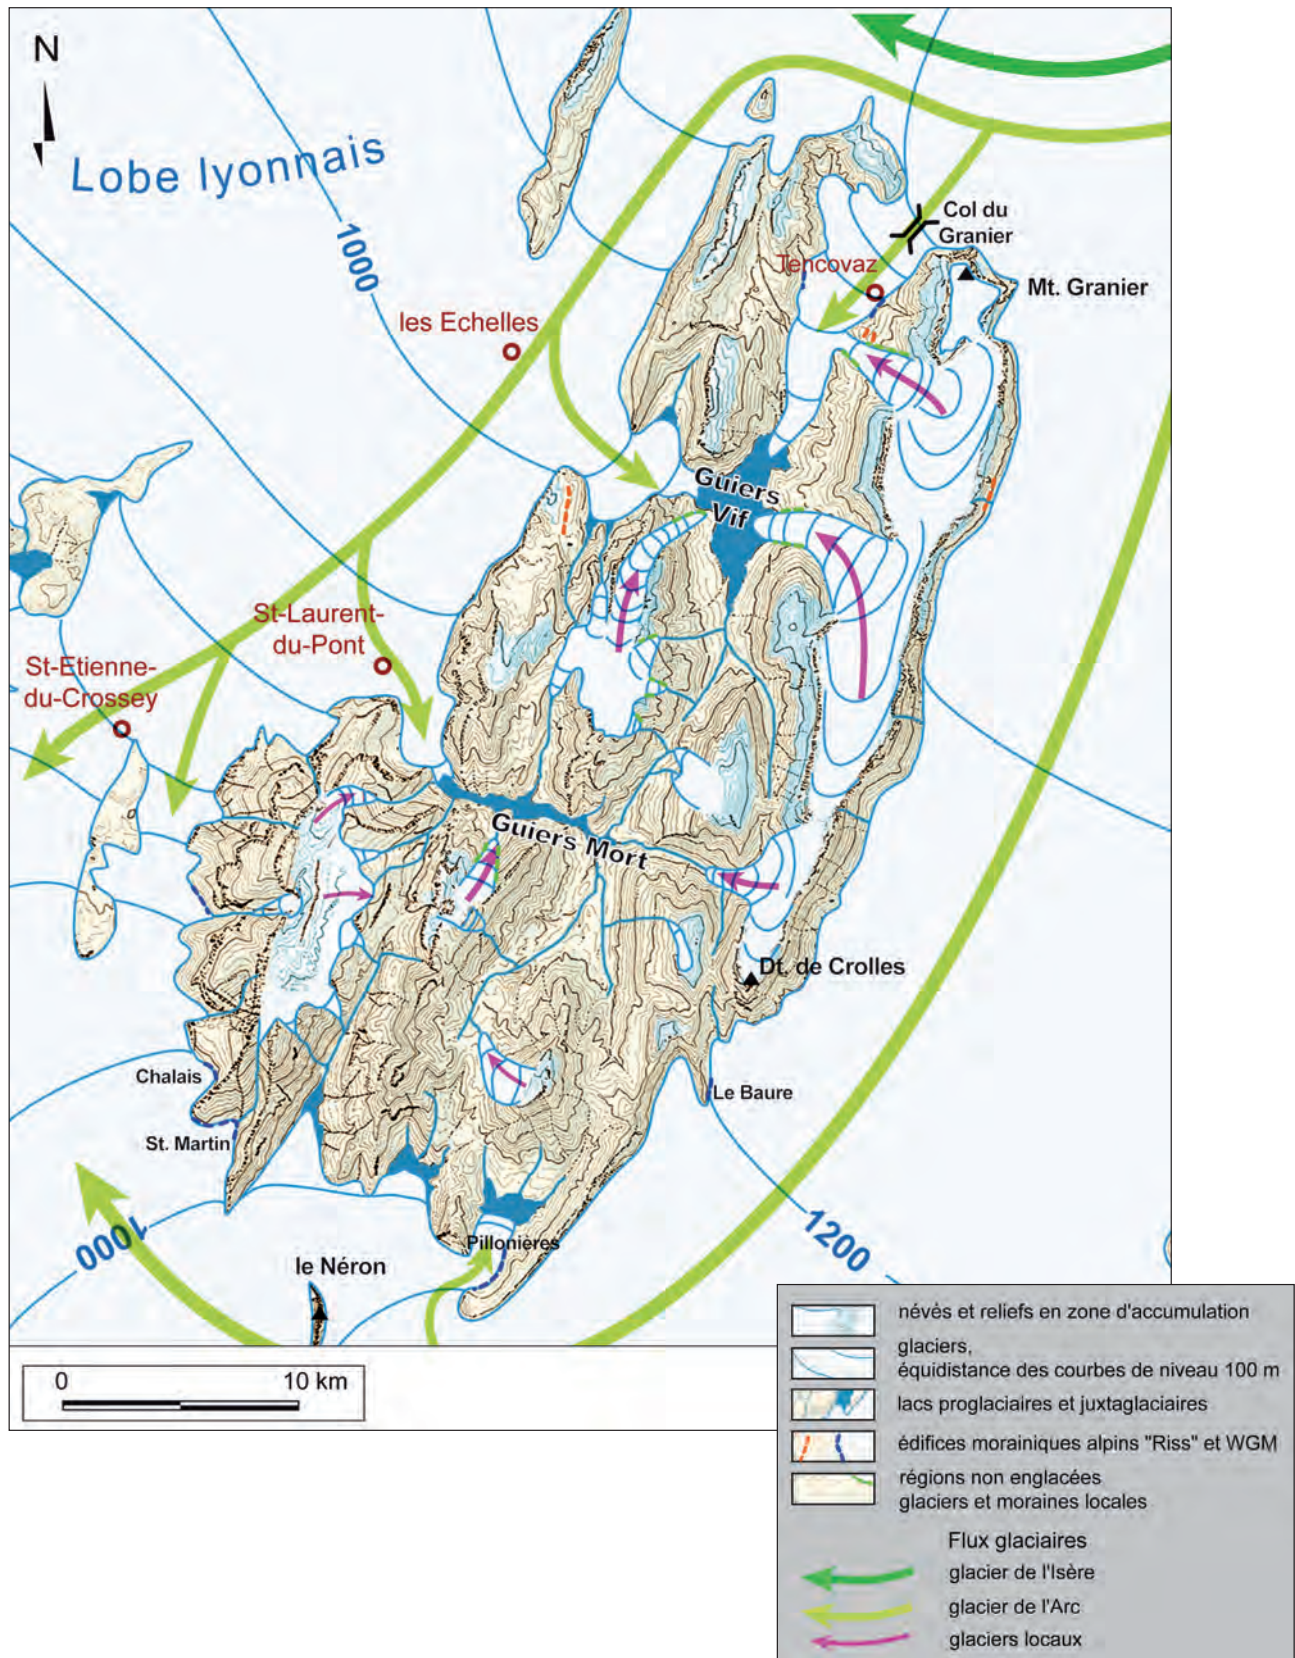 N
Lobe lyonnais
1000
Col du
Granier
Tencovaz
Mt. Granier
les Echelles
Guiers
Vif
St-Laurent-
du-Pont
St-Etienne-
du-Crossey
Guiers Mort
Dt. de Crolles
Chalais
Le Baure
St. Martin
1000
1200
Pillonières
le Néron
0
10 km
névès et reliefs en zone d'accumulation
glaciers,
équidistance des courbes de niveau 100 m
lacs proglaciaires et juxtaglaciaires
édifices morainiques alpins "Riss" et WGM
régions non englacées
glaciers et moraines locales
Flux glaciaires
glacier de l'Isère
glacier de l'Arc
glaciers locaux